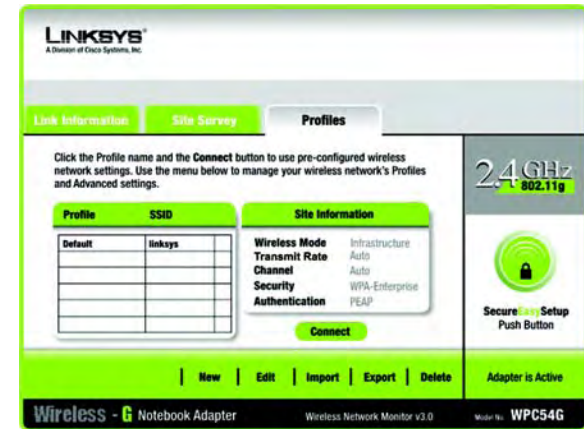 LINKSYS®
A Division of Cisco Systems, Inc.
Link Information
Site Survey
Profiles
Click the Profile name and the Connect button to use pre-configured wireless
network settings. Use the menu below to manage your wireless network's Profiles
and Advanced settings.
2.4 GHz
802.11g
Profile SSID
Default linksys
Site Information
Wireless Mode Infrastructure
Transmit Rate Auto
Channel Auto
Security WPA-Enterprise
Authentication PEAP
Connect
SecureEasySetup
Push Button
New | Edit | Import | Export | Delete
Adapter is Active
Wireless - G Notebook Adapter
Wireless Network Monitor v3.0
Model No. WPC54G